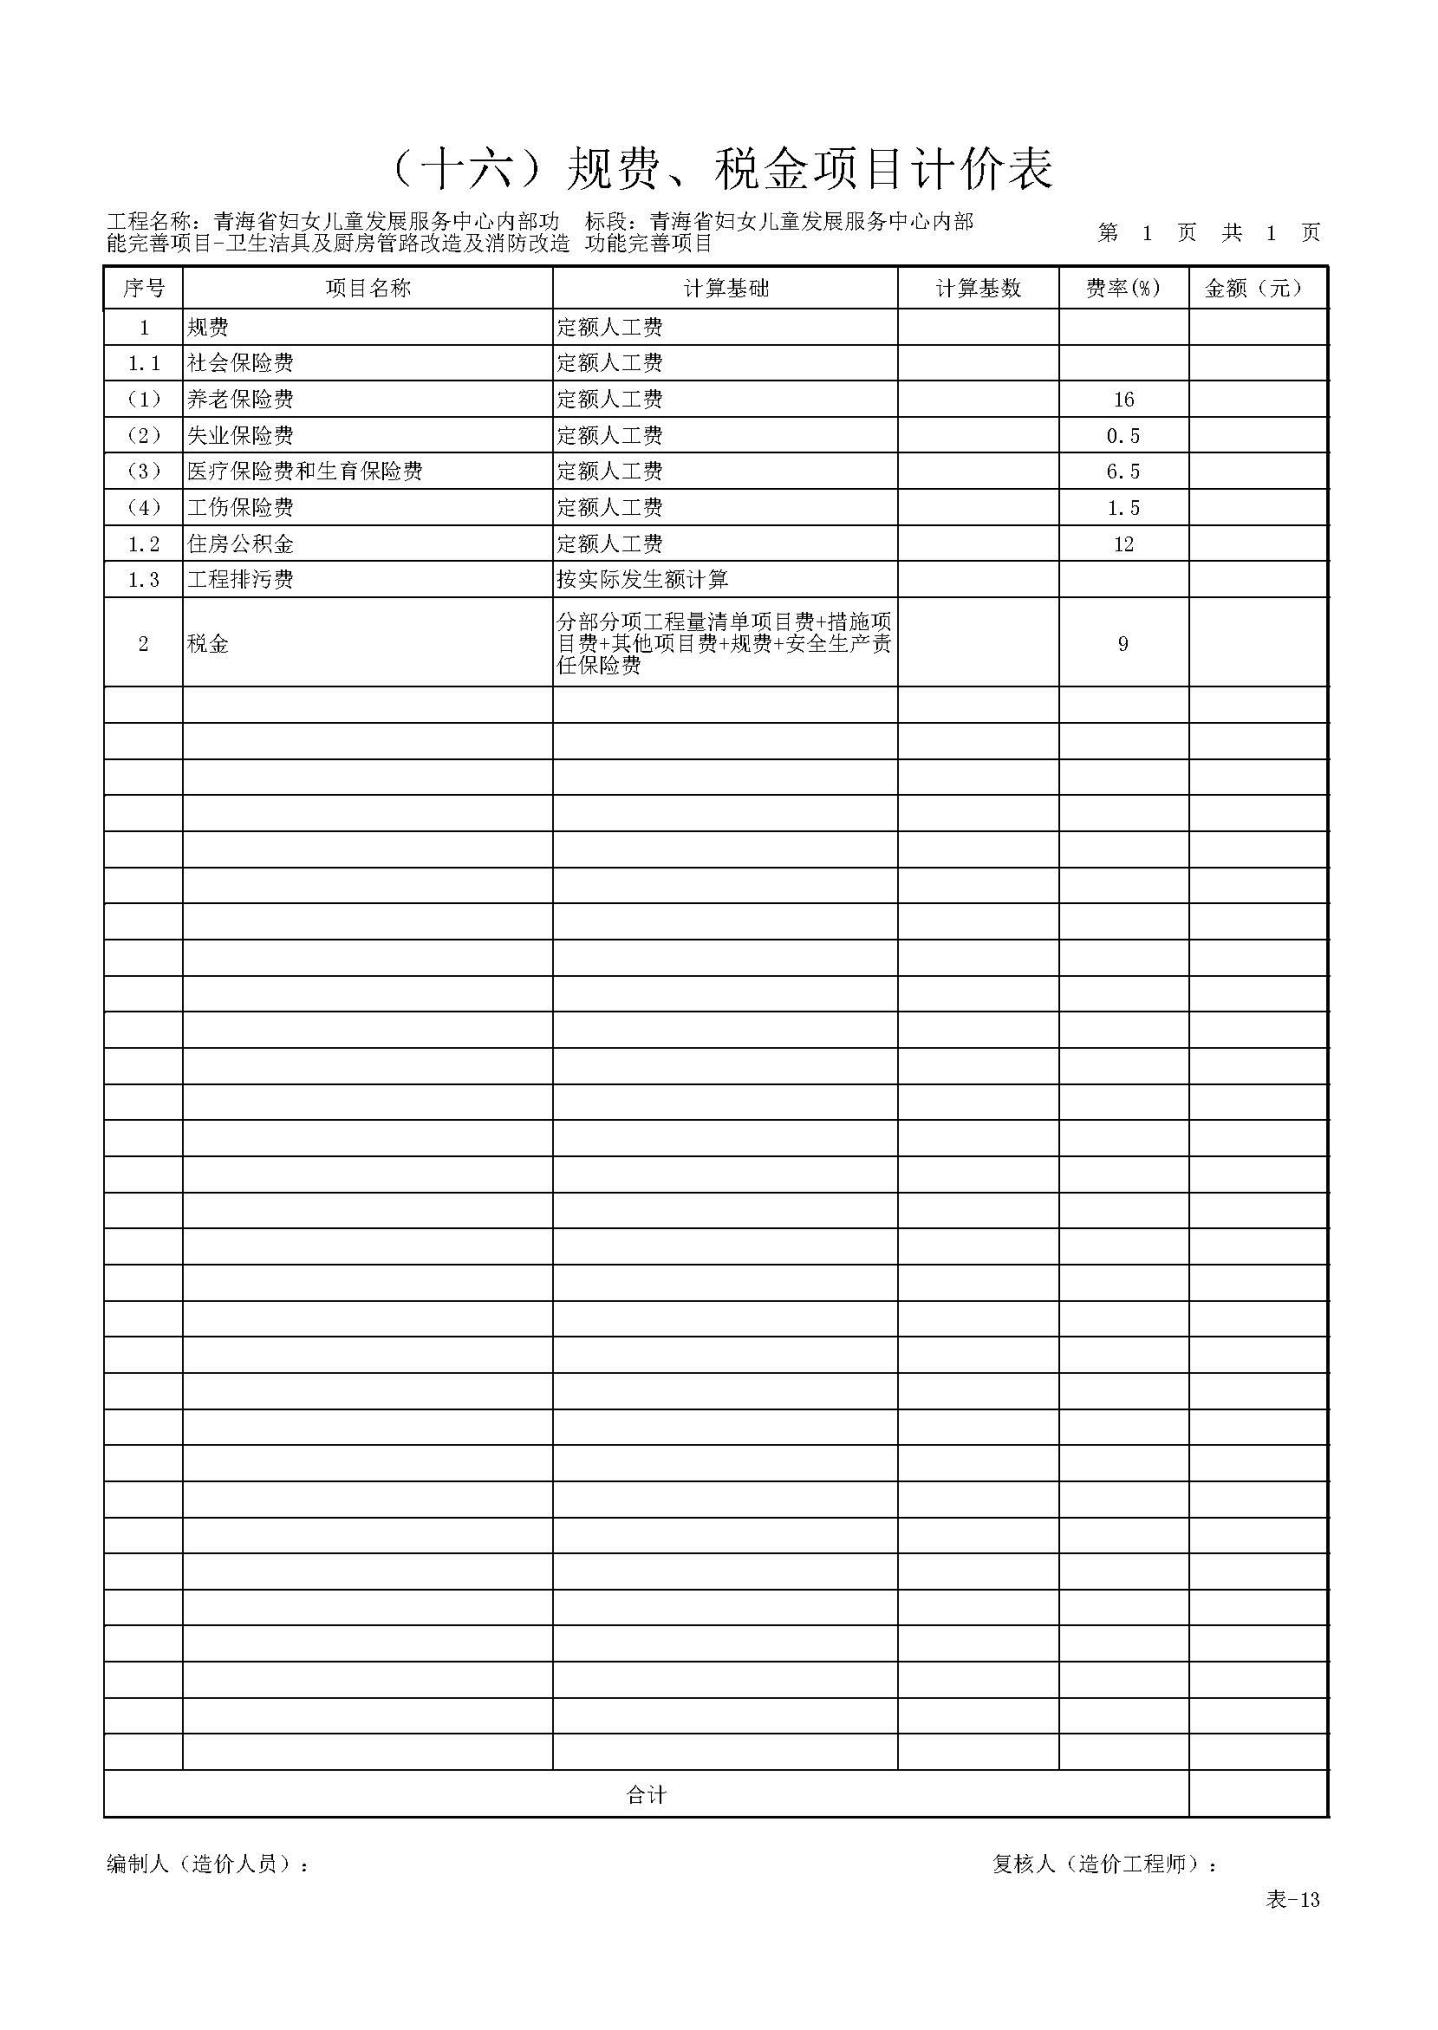 （十六）规费、税金项目计价表
工程名称：青海省妇女儿童发展服务中心内部功
能完善项目-卫生洁具及厨房管路改造及消防改造
标段：青海省妇女儿童发展服务中心内部
功能完善项目
第 1 页 共 1 页
序号 项目名称 计算基础 计算基数 费率(%) 金额（元）
1 规费 定额人工费
1.1 社会保险费 定额人工费
（1） 养老保险费 定额人工费 16
（2） 失业保险费 定额人工费 0.5
（3） 医疗保险费和生育保险费 定额人工费 6.5
（4） 工伤保险费 定额人工费 1.5
1.2 住房公积金 定额人工费 12
1.3 工程排污费 按实际发生额计算
2 税金 分部分项工程量清单项目费+措施项
目费+其他项目费+规费+安全生产责
任保险费 9
合计
编制人（造价人员）： 复核人（造价工程师）：
表-13